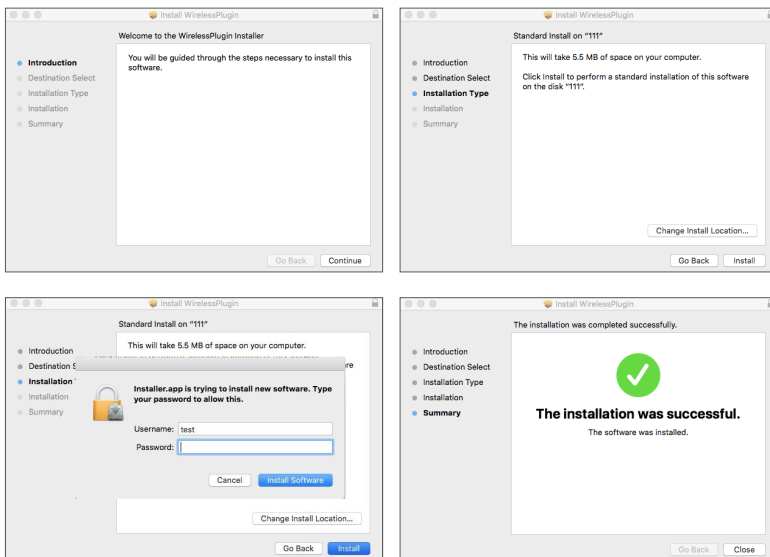 Install WirelessPlugin
Welcome to the WirelessPlugin Installer
Introduction
Destination Select
Installation Type
Installation
Summary
You will be guided through the steps necessary to install this
software.
Go Back
Continue
Install WirelessPlugin
Standard Install on "111"
Introduction
Destination Select
Installation Type
Installation
Summary
This will take 5.5 MB of space on your computer.
Click Install to perform a standard installation of this software
on the disk "111".
Change Install Location...
Go Back
Install
Install WirelessPlugin
Standard Install on "111"
Introduction
Destination S
Installation
Installation
Summary
This will take 5.5 MB of space on your computer.
Installer.app is trying to install new software. Type
your password to allow this.
Username: test
Password:
Cancel
Install Software
Change Install Location...
Go Back
Install
Install WirelessPlugin
The installation was completed successfully.
Introduction
Destination Select
Installation Type
Installation
Summary
The installation was successful.
The software was installed.
Go Back
Close